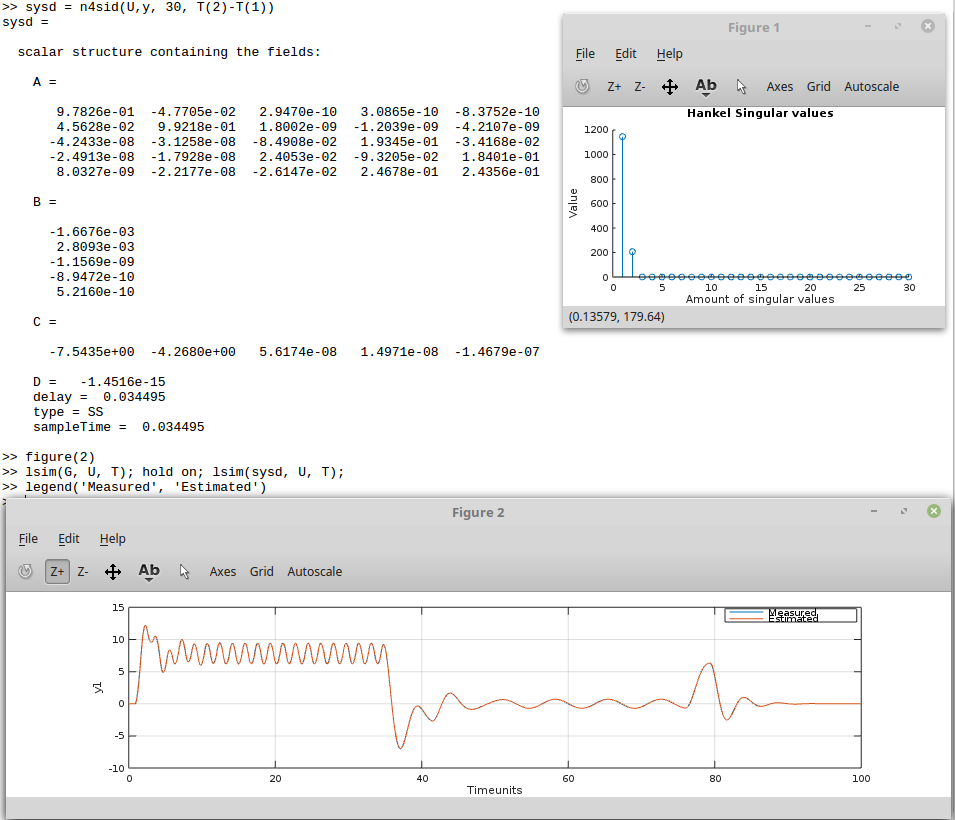 >> sysd = n4sid(U,y, 30, T(2)-T(1))
sysd =
scalar structure containing the fields:
A =
9.7826e-01 -4.7705e-02 2.9470e-10 3.0865e-10 -8.3752e-10
4.5628e-02 9.9218e-01 1.8002e-09 -1.2039e-09 -4.2107e-09
-4.2433e-08 -3.1258e-08 -8.4908e-02 1.9345e-01 -3.4168e-02
-2.4913e-08 -1.7928e-08 2.4053e-02 -9.3205e-02 1.8401e-01
8.0327e-09 -2.2177e-08 -2.6147e-02 2.4678e-01 2.4356e-01
B =
-1.6676e-03
2.8093e-03
-1.1569e-09
-8.9472e-10
5.2160e-10
C =
-7.5435e+00 -4.2680e+00 5.6174e-08 1.4971e-08 -1.4679e-07
D = -1.4516e-15
delay = 0.034495
type = SS
sampleTime = 0.034495
>> figure(2)
>> lsim(G, U, T); hold on; lsim(sysd, U, T);
>> legend('Measured', 'Estimated')
Figure 1
File Edit Help
Z+ Z- Ab Axes Grid Autoscale
Hankel Singular values
1200
1000
800
600
400
200
0
Value
0 5 10 15 20 25 30
Amount of singular values
(0.13579, 179.64)
Figure 2
File Edit Help
Z+ Z- Ab Axes Grid Autoscale
Measured
Estimated
15
10
5
0
-5
-10
y1
0 20 40 60 80 100
Timeunits